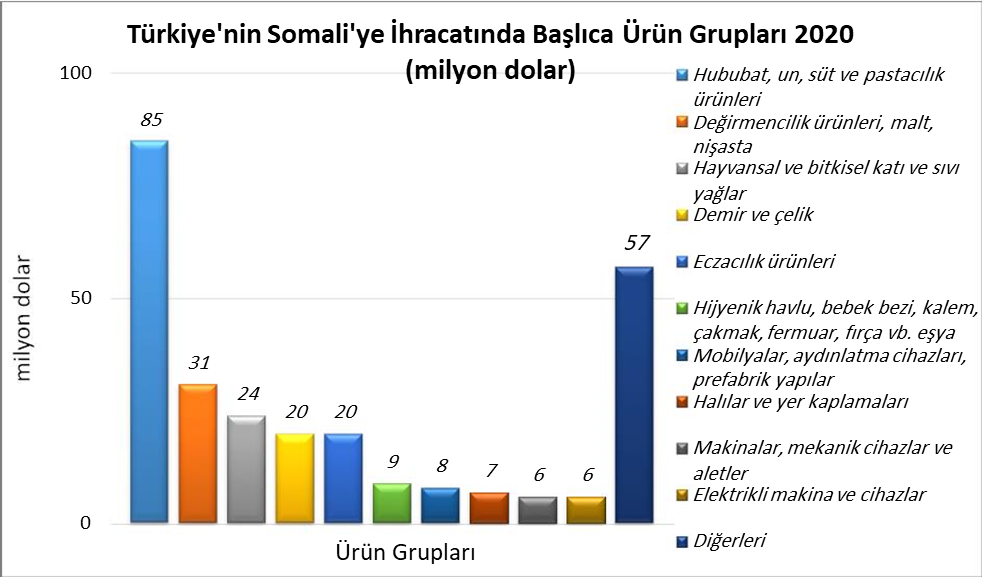 Türkiye'nin Somali'ye İhracatında Başlıca Ürün Grupları 2020
(milyon dolar)
100
50
0
milyon dolar
85
31
24
20
20
9
8
7
6
6
57
Ürün Grupları
Hububat, un, süt ve pastacılık
ürünleri
Değirmencilik ürünleri, malt,
nişasta
Hayvansal ve bitkisel katı ve sıvı
yağlar
Demir ve çelik
Eczacılık ürünleri
Hijyenik havlu, bebek bezi, kalem,
çakmak, fermuar, fırça vb. eşya
Mobilyalar, aydınlatma cihazları,
prefabrik yapılar
Halılar ve yer kaplamaları
Makinalar, mekanik cihazlar ve
aletler
Elektrikli makina ve cihazlar
Diğerleri